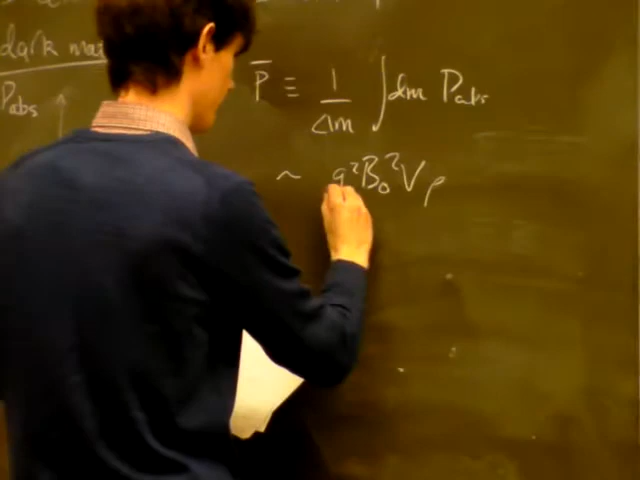 dark mat
P_abs
P̄ ≡ 1/Δm ∫ dm P_abs
~ g²B₀²Vρ